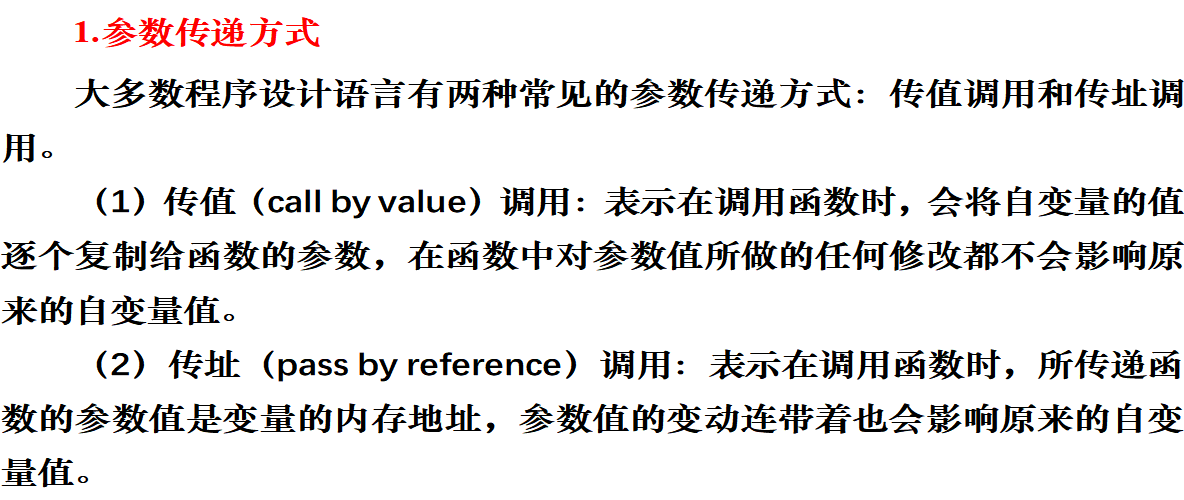 1.参数传递方式
大多数程序设计语言有两种常见的参数传递方式：传值调用和传址调
用。
（1）传值（call by value）调用：表示在调用函数时，会将自变量的值
逐个复制给函数的参数，在函数中对参数值所做的任何修改都不会影响原
来的自变量值。
（2）传址（pass by reference）调用：表示在调用函数时，所传递函
数的参数值是变量的内存地址，参数值的变动连带着也会影响原来的自变
量值。